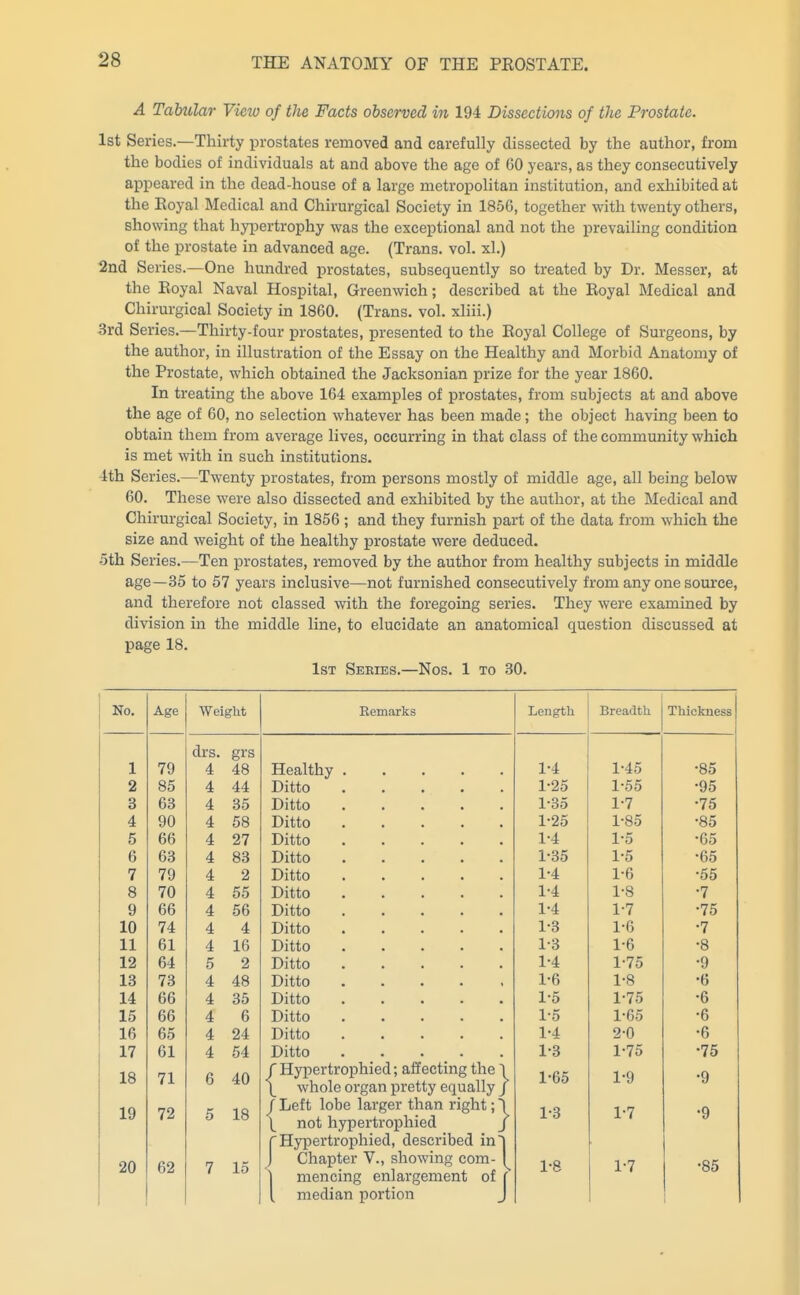 28 THE ANATOMY OF THE PROSTATE.
A Tabular View of the Facts observed in 194 Dissections of the Prostate.
1st Series.—Thirty prostates removed and carefully dissected by the author, from
the bodies of individuals at and above the age of 60 years, as they consecutively
appeared in the dead-house of a large metropolitan institution, and exhibited at
the Royal Medical and Chirurgical Society in 1856, together with twenty others,
showing that hypertrophy was the exceptional and not the prevailing condition
of the prostate in advanced age. (Trans. vol. xl.)
2nd Series.—One hundred prostates, subsequently so treated by Dr. Messer, at
the Royal Naval Hospital, Greenwich; described at the Royal Medical and
Chirurgical Society in 1860. (Trans. vol. xliii.)
3rd Series.—Thirty-four prostates, presented to the Royal College of Surgeons, by
the author, in illustration of the Essay on the Healthy and Morbid Anatomy of
the Prostate, which obtained the Jacksonian prize for the year 1860.
In treating the above 164 examples of prostates, from subjects at and above
the age of 60, no selection whatever has been made; the object having been to
obtain them from average lives, occurring in that class of the community which
is met with in such institutions.
4th Series.—Twenty prostates, from persons mostly of middle age, all being below
60. These were also dissected and exhibited by the author, at the Medical and
Chirurgical Society, in 1856; and they furnish part of the data from which the
size and weight of the healthy prostate were deduced.
5th Series.—Ten prostates, removed by the author from healthy subjects in middle
age—35 to 57 years inclusive—not furnished consecutively from any one source,
and therefore not classed with the foregoing series. They were examined by
division in the middle line, to elucidate an anatomical question discussed at
page 18.
1st Series.—Nos. 1 to 30.
No. Age Weight Remarks Length Breadth Thickness
drs. grs
1 79 4 48 Healthy . . . . . 1·4 1·45 ·85
2 85 4 44 Ditto . . . . . 1·25 1·55 ·95
3 63 4 35 Ditto . . . . . 1·35 1·7 ·75
4 90 4 58 Ditto . . . . . 1·25 1·85 ·85
5 66 4 27 Ditto . . . . . 1·4 1·5 ·65
6 63 4 83 Ditto . . . . . 1·35 1·5 ·65
7 79 4 2 Ditto . . . . . 1·4 1·6 ·55
8 70 4 55 Ditto . . . . . 1·4 1·8 ·7
9 66 4 56 Ditto . . . . . 1·4 1·7 ·75
10 74 4 4 Ditto . . . . . 1·3 1·6 ·7
11 61 4 16 Ditto . . . . . 1·3 1·6 ·8
12 64 5 2 Ditto . . . . . 1·4 1·75 ·9
13 73 4 48 Ditto . . . . . 1·6 1·8 ·6
14 66 4 35 Ditto . . . . . 1·5 1·75 ·6
15 66 4 6 Ditto . . . . . 1·5 1·65 ·6
16 65 4 24 Ditto . . . . . 1·4 2·0 ·6
17 61 4 54 Ditto . . . . . 1·3 1·75 ·75
18 71 6 40 { Hypertrophied; affecting the } 1·65 1·9 ·9
whole organ pretty equally
19 72 5 18 { Left lobe larger than right; } 1·3 1·7 ·9
not hypertrophied
20 62 7 15 { Hypertrophied, described in } 1·8 1·7 ·85
Chapter V., showing com-
mencing enlargement of
median portion